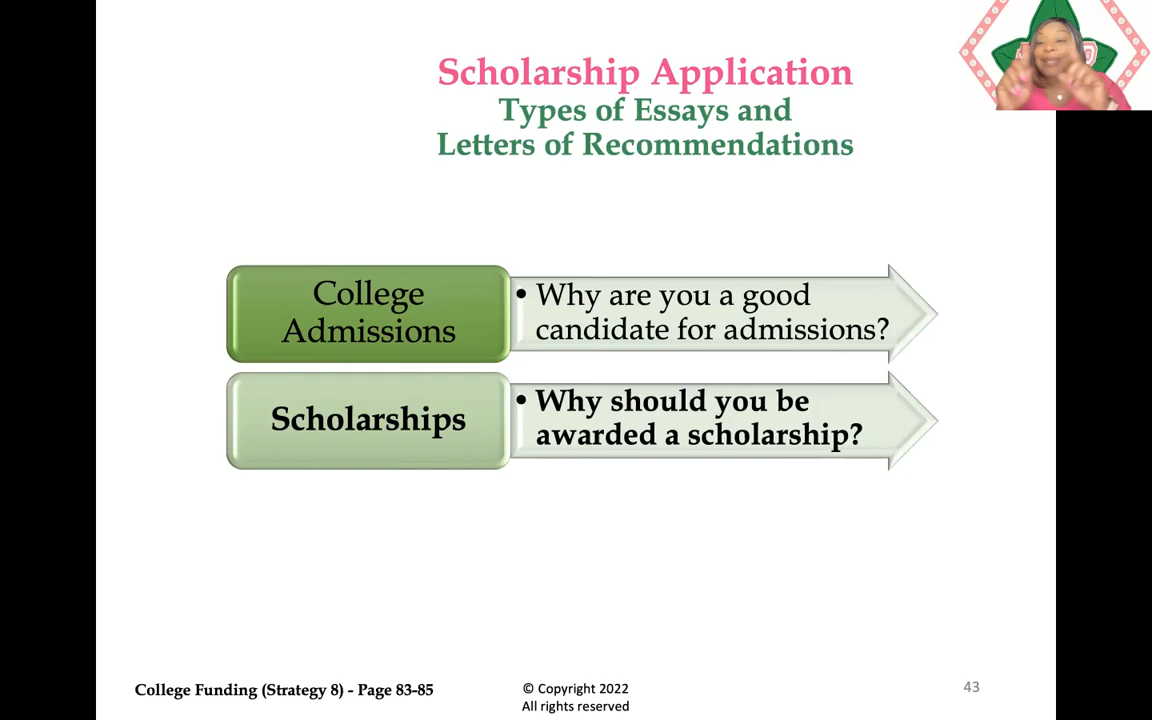 Scholarship Application
Types of Essays and
Letters of Recommendations
College
Admissions
• Why are you a good
candidate for admissions?
Scholarships
• Why should you be
awarded a scholarship?
College Funding (Strategy 8) - Page 83-85
© Copyright 2022
All rights reserved
43